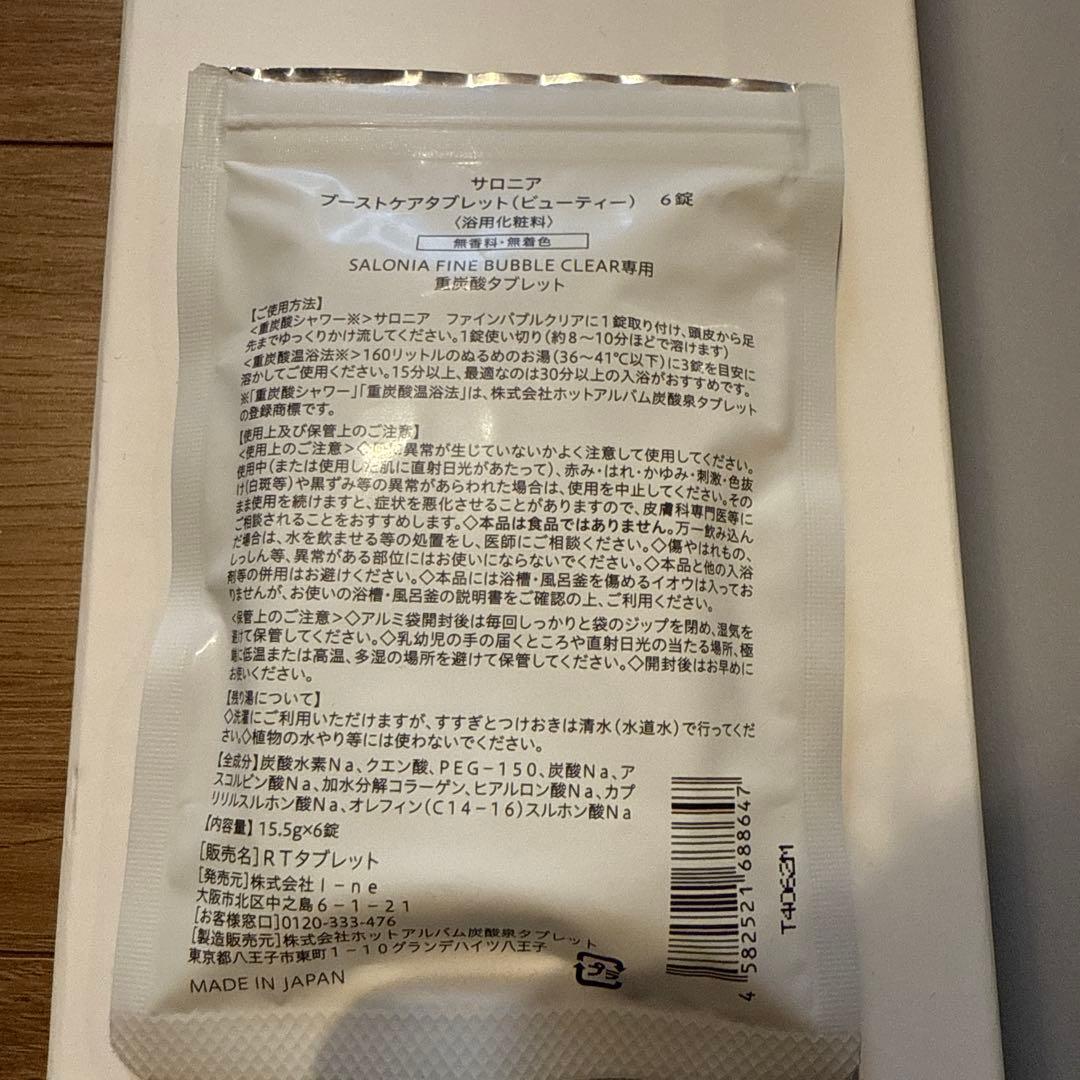 サロニア
ブーストケアタブレット(ビューティー) 6錠
〈浴用化粧料〉
無香料・無着色
SALONIA FINE BUBBLE CLEAR専用
重炭酸タブレット
【ご使用方法】
<重炭酸シャワー※>サロニア ファインバブルクリアに1錠取り付け、頭皮から足
先までゆっくりかけ流してください。1錠使い切り(約8～10分ほどで溶けます)
<重炭酸温浴法※>160リットルのぬるめのお湯(36～41℃以下)に3錠を目安に
溶かしてご使用ください。15分以上、最適なのは30分以上の入浴がおすすめです。
※「重炭酸シャワー」「重炭酸温浴法」は、株式会社ホットアルバム炭酸泉タブレット
の登録商標です。
【使用上及び保管上のご注意】
<使用上のご注意>◇異常が生じていないかよく注意して使用してください。
使用中(または使用した肌に直射日光があたって)、赤み・はれ・かゆみ・刺激・色抜
け(白斑等)や黒ずみ等の異常があらわれた場合は、使用を中止してください。その
まま使用を続けますと、症状を悪化させることがありますので、皮膚科専門医等に
ご相談されることをおすすめします。◇本品は食品ではありません。万一飲み込ん
だ場合は、水を飲ませる等の処置をし、医師にご相談ください。◇傷やはれもの、
しっしん等、異常がある部位にはお使いにならないでください。◇本品と他の入浴
剤等の併用はお避けください。◇本品には浴槽・風呂釜を傷めるイオウは入ってお
りませんが、お使いの浴槽・風呂釜の説明書をご確認の上、ご利用ください。
<保管上のご注意>◇アルミ袋開封後は毎回しっかりと袋のジップを閉め、湿気を
避けて保管してください。◇乳幼児の手の届くところや直射日光の当たる場所、極
端に低温または高温、多湿の場所を避けて保管してください。◇開封後はお早めに
お使いください。
【残り湯について】
◇洗濯にご利用いただけますが、すすぎとつけおきは清水(水道水)で行ってくだ
さい。◇植物の水やり等には使わないでください。
【全成分】炭酸水素Na、クエン酸、PEG-150、炭酸Na、ア
スコルビン酸Na、加水分解コラーゲン、ヒアルロン酸Na、カプ
リリルスルホン酸Na、オレフィン(C14-16)スルホン酸Na
【内容量】15.5g×6錠
[販売名]RTタブレット
[発売元]株式会社I-ne
大阪市北区中之島6-1-21
[お客様窓口]0120-333-476
[製造販売元]株式会社ホットアルバム炭酸泉タブレット
東京都八王子市東町1-10グランデハイツ八王子
MADE IN JAPAN
プラ
4 582521 688647
T4062M